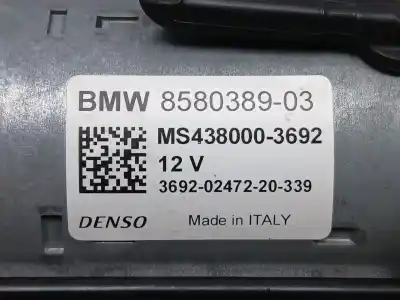 BMW 8580389-03
MS438000-3692
12 V
3692-02472-20-339
DENSO Made in ITALY